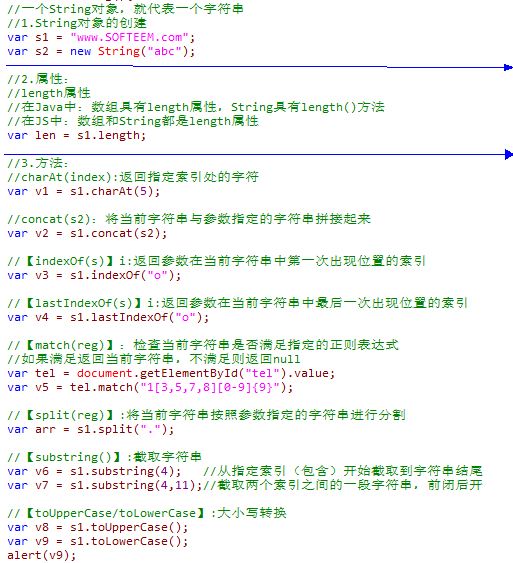 //一个String对象，就代表一个字符串
//1.String对象的创建
var s1 = "www.SOFTEEM.com";
var s2 = new String("abc");
//2.属性：
//length属性
//在Java中：数组具有length属性，String具有length()方法
//在JS中：数组和String都是length属性
var len = s1.length;
//3.方法：
//charAt(index):返回指定索引处的字符
var v1 = s1.charAt(5);
//concat(s2)：将当前字符串与参数指定的字符串拼接起来
var v2 = s1.concat(s2);
//【indexOf(s)】i:返回参数在当前字符串中第一次出现位置的索引
var v3 = s1.indexOf("o");
//【lastIndexOf(s)】i:返回参数在当前字符串中最后一次出现位置的索引
var v4 = s1.lastIndexOf("o");
//【match(reg)】：检查当前字符串是否满足指定的正则表达式
//如果满足返回当前字符串，不满足则返回null
var tel = document.getElementById("tel").value;
var v5 = tel.match("1[3,5,7,8][0-9]{9}");
//【split(reg)】:将当前字符串按照参数指定的字符串进行分割
var arr = s1.split(".");
//【substring()】:截取字符串
var v6 = s1.substring(4); //从指定索引（包含）开始截取到字符串结尾
var v7 = s1.substring(4,11);//截取两个索引之间的一段字符串，前闭后开
//【toUpperCase/toLowerCase】:大小写转换
var v8 = s1.toUpperCase();
var v9 = s1.toLowerCase();
alert(v9);